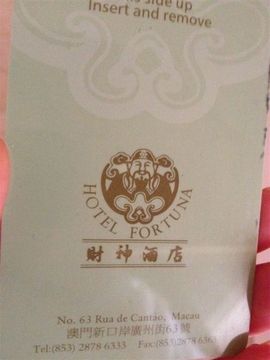 side up
Insert and remove
HOTEL FORTUNA
財神酒店
No. 63 Rua de Cantao, Macau
澳門新口岸廣州街63號
Tel:(853) 2878 6333 Fax:(853)2878 636